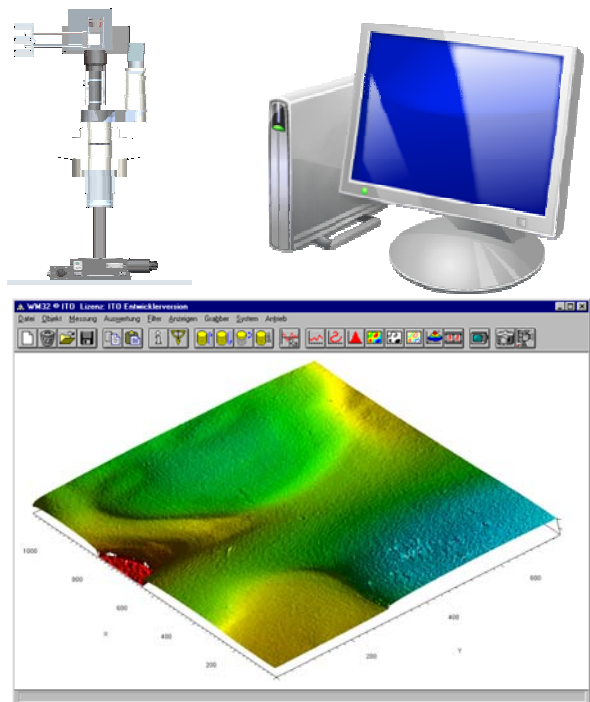 WM32 © ITO Lizenz: ITO Entwicklerversion
Datei Objekt Messung Auswertung Filter Anzeigen Grabber System Antrieb
1000
800
600
400
200
X
200
400
600
Y